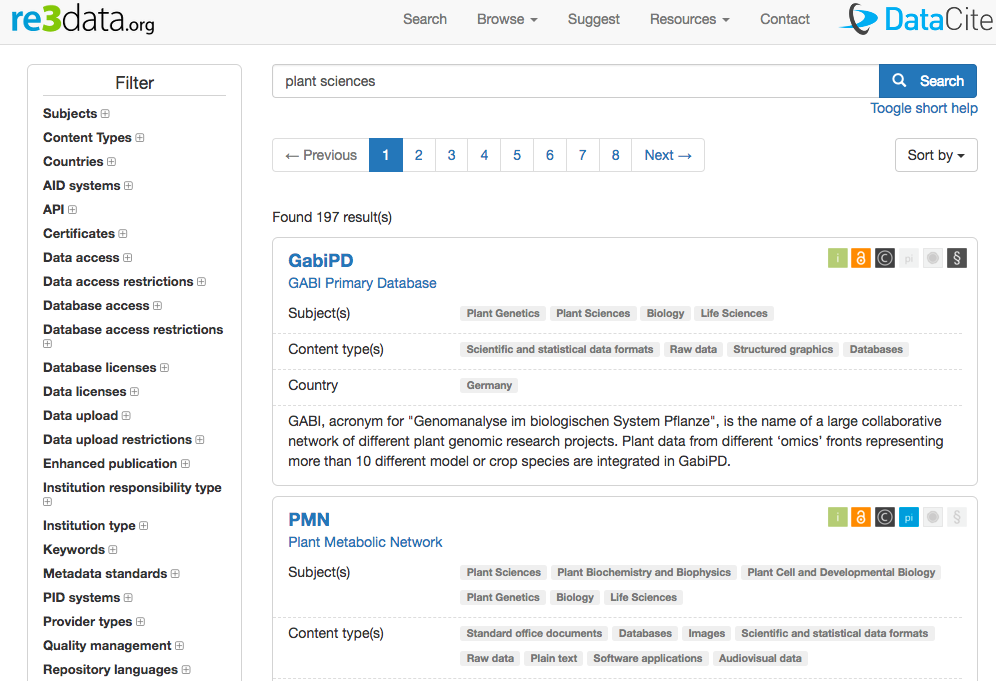 re3data.org
Search Browse Suggest Resources Contact
DataCite
Filter
Subjects
Content Types
Countries
AID systems
API
Certificates
Data access
Data access restrictions
Database access
Database access restrictions
Database licenses
Data licenses
Data upload
Data upload restrictions
Enhanced publication
Institution responsibility type
Institution type
Keywords
Metadata standards
PID systems
Provider types
Quality management
Repository languages
plant sciences
Search
Toogle short help
← Previous 1 2 3 4 5 6 7 8 Next →
Sort by
Found 197 result(s)
GabiPD
i © pi §
GABI Primary Database
Subject(s) Plant Genetics Plant Sciences Biology Life Sciences
Content type(s) Scientific and statistical data formats Raw data Structured graphics Databases
Country Germany
GABI, acronym for "Genomanalyse im biologischen System Pflanze", is the name of a large collaborative
network of different plant genomic research projects. Plant data from different ‘omics’ fronts representing
more than 10 different model or crop species are integrated in GabiPD.
PMN
i © pi §
Plant Metabolic Network
Subject(s) Plant Sciences Plant Biochemistry and Biophysics Plant Cell and Developmental Biology
Plant Genetics Biology Life Sciences
Content type(s) Standard office documents Databases Images Scientific and statistical data formats
Raw data Plain text Software applications Audiovisual data